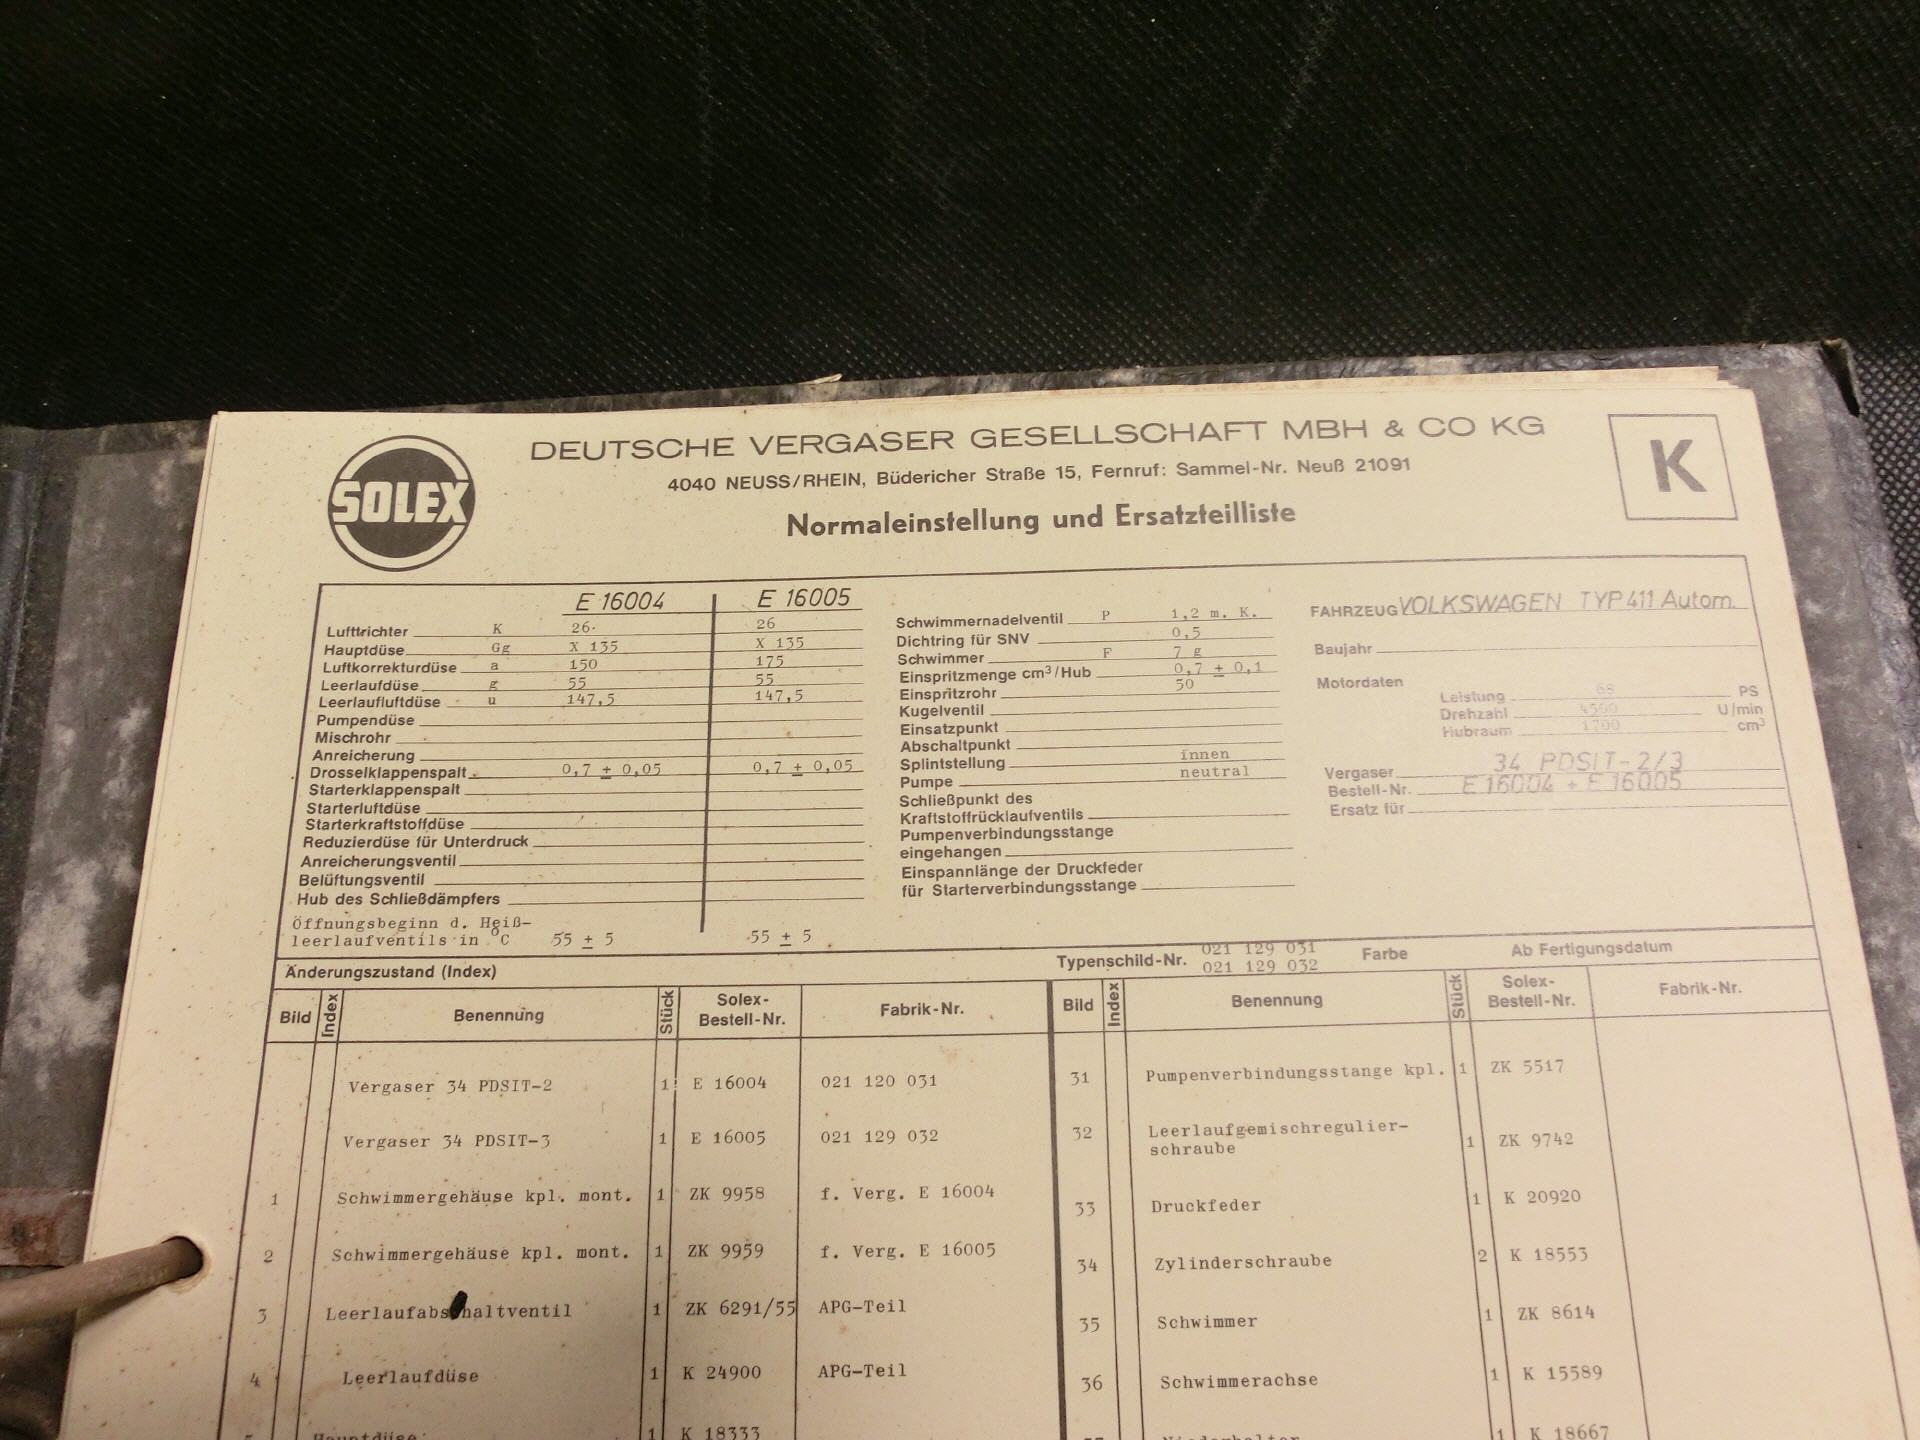 SOLEX
DEUTSCHE VERGASER GESELLSCHAFT MBH & CO KG
4040 NEUSS/RHEIN, Büdericher Straße 15, Fernruf: Sammel-Nr. Neuß 21091
Normaleinstellung und Ersatzteilliste
K
E 16004 E 16005
Lufttrichter K 26 26
Hauptdüse Gg X 135 X 135
Luftkorrekturdüse a 150 175
Leerlaufdüse g 55 55
Leerlaufluftdüse u 147,5 147,5
Pumpendüse
Mischrohr
Anreicherung
Drosselklappenspalt 0,7 ± 0,05 0,7 ± 0,05
Starterklappenspalt
Starterluftdüse
Starterkraftstoffdüse
Reduzierdüse für Unterdruck
Anreicherungsventil
Belüftungsventil
Hub des Schließdämpfers
Öffnungsbeginn d. Heiß-
leerlaufventils in °C 55 ± 5 55 ± 5
Schwimmernadelventil P 1,2 m. K.
Dichtring für SNV 0,5
Schwimmer F 7 g
Einspritzmenge cm³/Hub 0,7 ± 0,1
Einspritzrohr 50
Kugelventil
Einsatzpunkt
Abschaltpunkt
Splintstellung innen
Pumpe neutral
Schließpunkt des
Kraftstoffrücklaufventils
Pumpenverbindungsstange
eingehangen
Einspannlänge der Druckfeder
für Starterverbindungsstange
FAHRZEUG VOLKSWAGEN TYP 411 Autom.
Baujahr
Motordaten
Leistung 68 PS
Drehzahl 4500 U/min
Hubraum 1700 cm³
Vergaser 34 PDSIT-2/3
Bestell-Nr. E 16004 + E 16005
Ersatz für
Änderungszustand (Index)
Typenschild-Nr. 021 129 031
021 129 032
Farbe
Ab Fertigungsdatum
Bild Index Benennung Stück Solex-Bestell-Nr. Fabrik-Nr.
Vergaser 34 PDSIT-2 1 E 16004 021 120 031
Vergaser 34 PDSIT-3 1 E 16005 021 129 032
1 Schwimmergehäuse kpl. mont. 1 ZK 9958 f. Verg. E 16004
2 Schwimmergehäuse kpl. mont. 1 ZK 9959 f. Verg. E 16005
3 Leerlaufabschaltventil 1 ZK 6291/55 APG-Teil
4 Leerlaufdüse 1 K 24900 APG-Teil
5 Hauptdüse 1 K 18333
Bild Index Benennung Stück Solex-Bestell-Nr. Fabrik-Nr.
31 Pumpenverbindungsstange kpl. 1 ZK 5517
32 Leerlaufgemischregulier-
schraube 1 ZK 9742
33 Druckfeder 1 K 20920
34 Zylinderschraube 2 K 18553
35 Schwimmer 1 ZK 8614
36 Schwimmerachse 1 K 15589
37 Niederhalter 1 K 18667